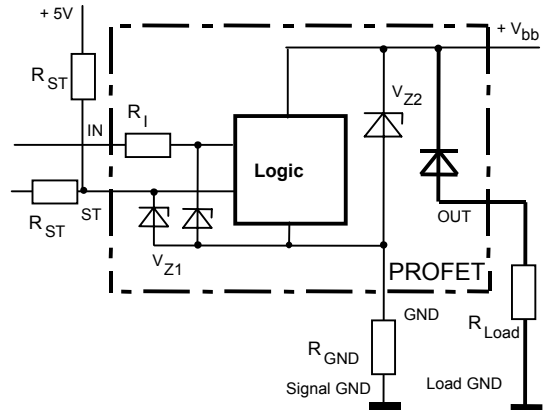 + 5V
+ V_bb
R_ST
IN
R_I
V_Z2
Logic
R_ST
ST
OUT
V_Z1
PROFET
GND
R_GND
R_Load
Signal GND
Load GND